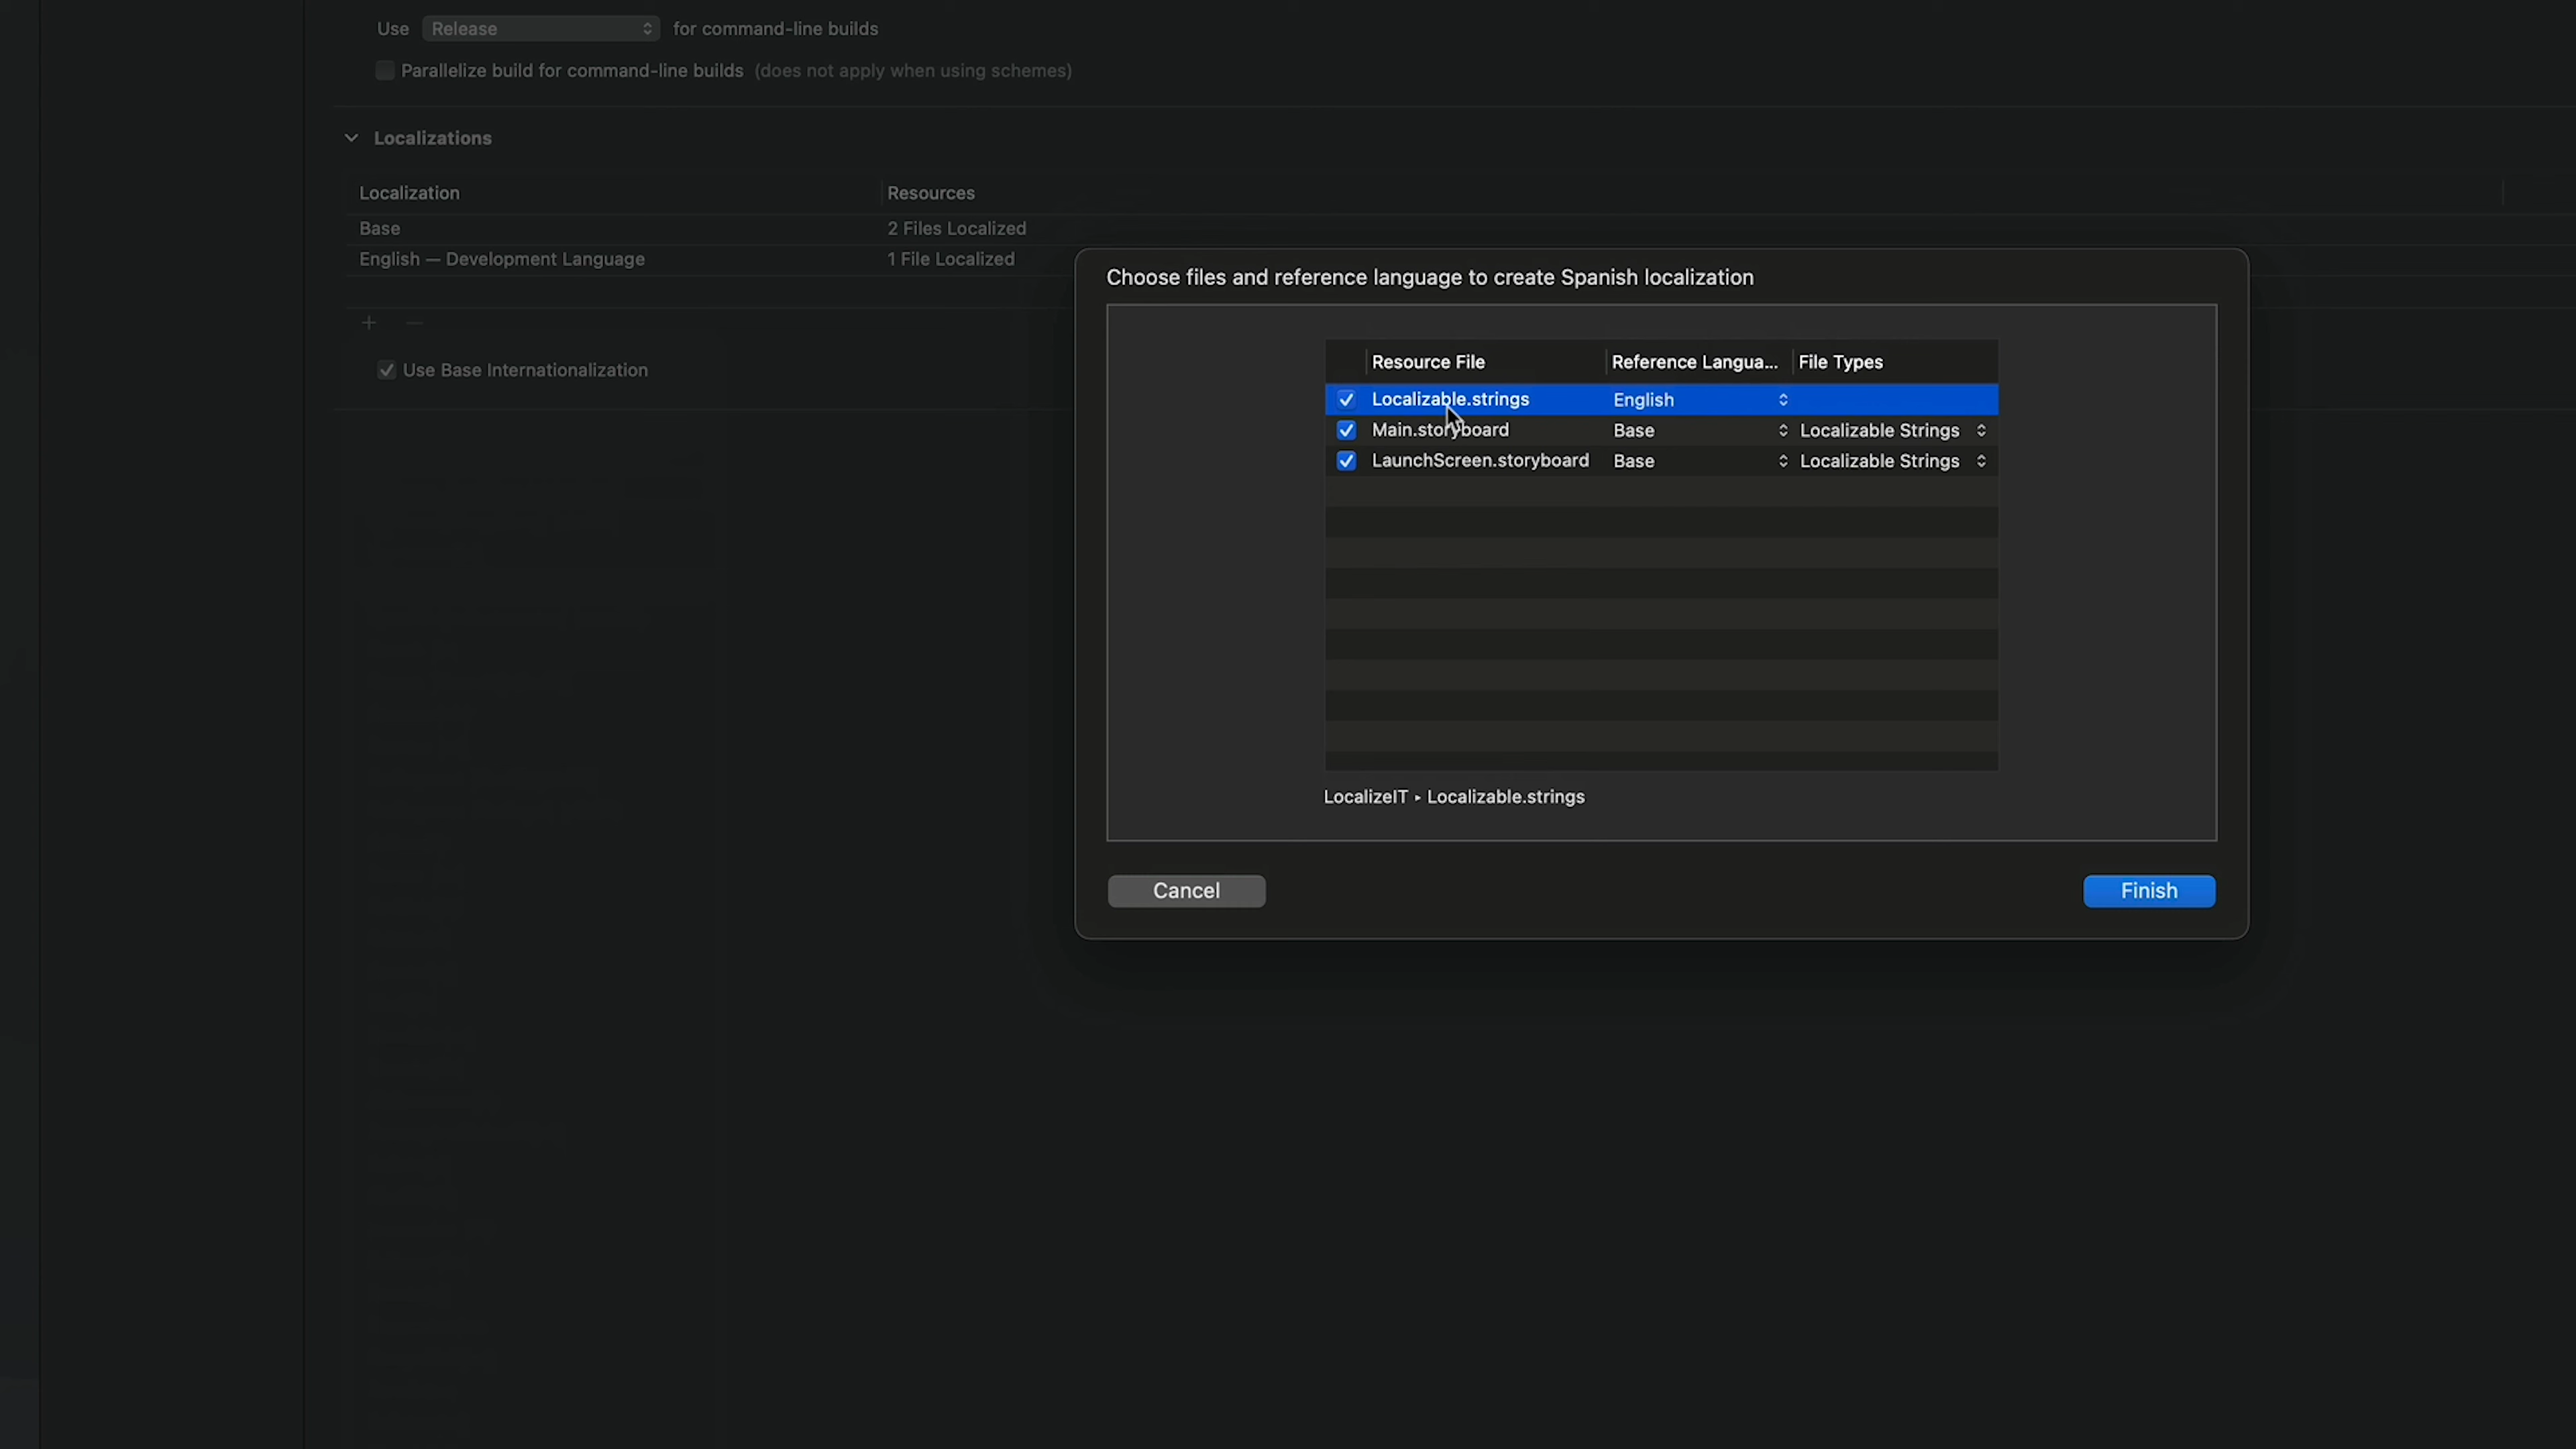 Use Release for command-line builds
Parallelize build for command-line builds (does not apply when using schemes)
Localizations
Localization Resources
Base 2 Files Localized
English — Development Language 1 File Localized
Use Base Internationalization
Choose files and reference language to create Spanish localization
Resource File Reference Langua... File Types
Localizable.strings English
Main.storyboard Base Localizable Strings
LaunchScreen.storyboard Base Localizable Strings
LocalizeIT ▸ Localizable.strings
Cancel Finish